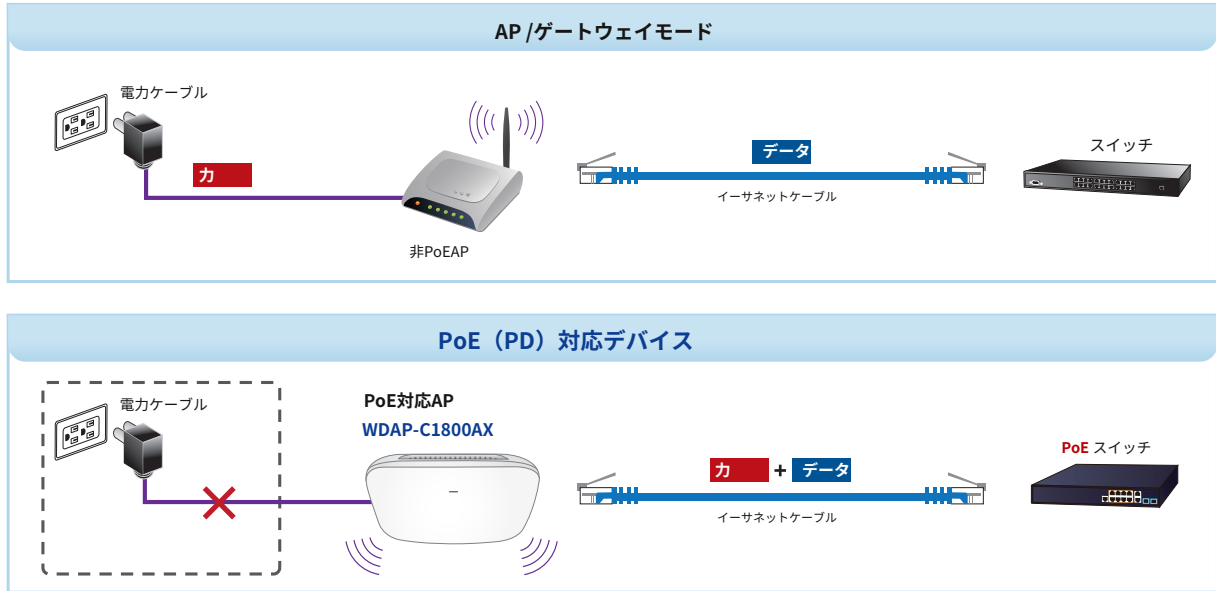 AP /ゲートウェイモード
電力ケーブル
力
データ
スイッチ
イーサネットケーブル
非PoEAP
PoE（PD）対応デバイス
電力ケーブル
PoE対応AP
WDAP-C1800AX
力 + データ
PoE スイッチ
イーサネットケーブル